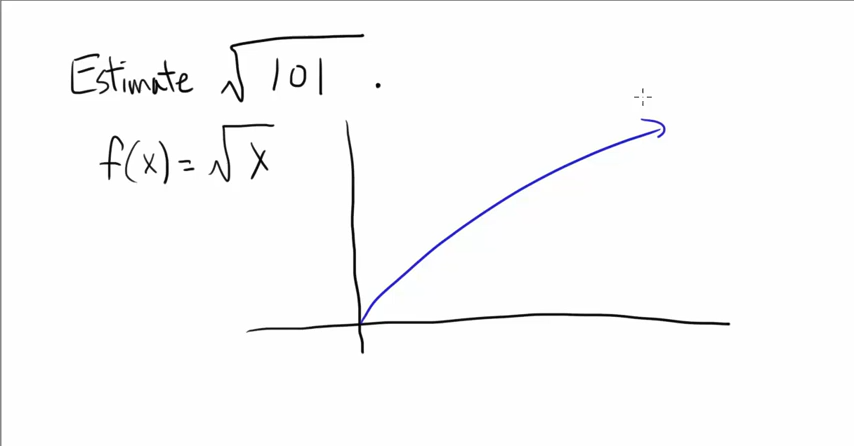 Estimate √101 .
f(x) = √x